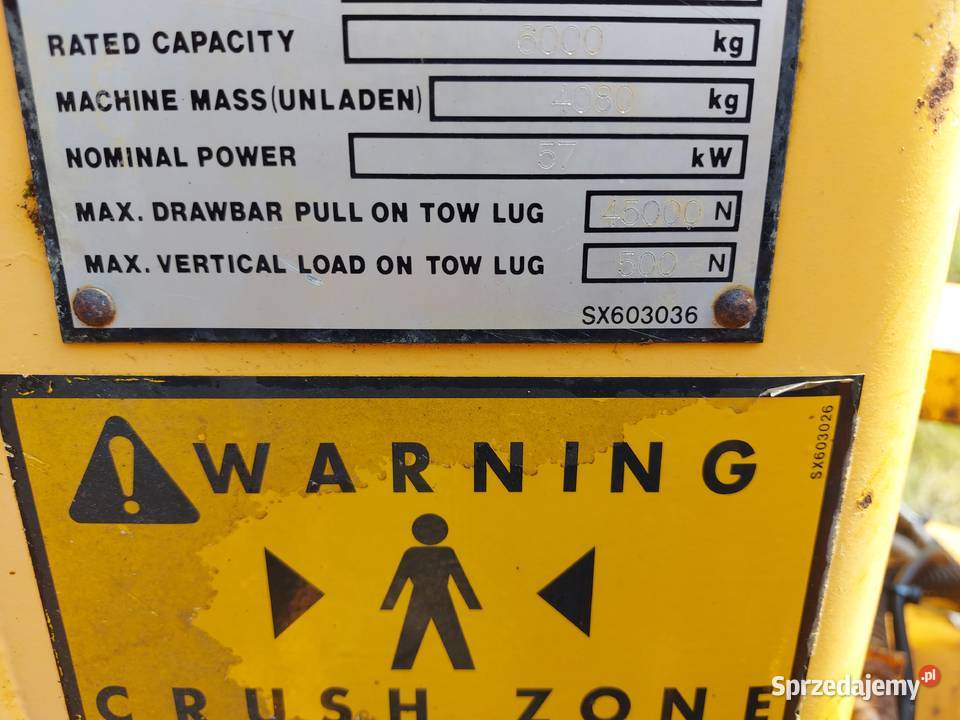 RATED CAPACITY 6000 kg
MACHINE MASS (UNLADEN) 4080 kg
NOMINAL POWER 57 kW
MAX. DRAWBAR PULL ON TOW LUG 45000 N
MAX. VERTICAL LOAD ON TOW LUG 500 N
SX603036
SX603026
WARNING
CRUSH ZONE
Sprzedajemy.pl